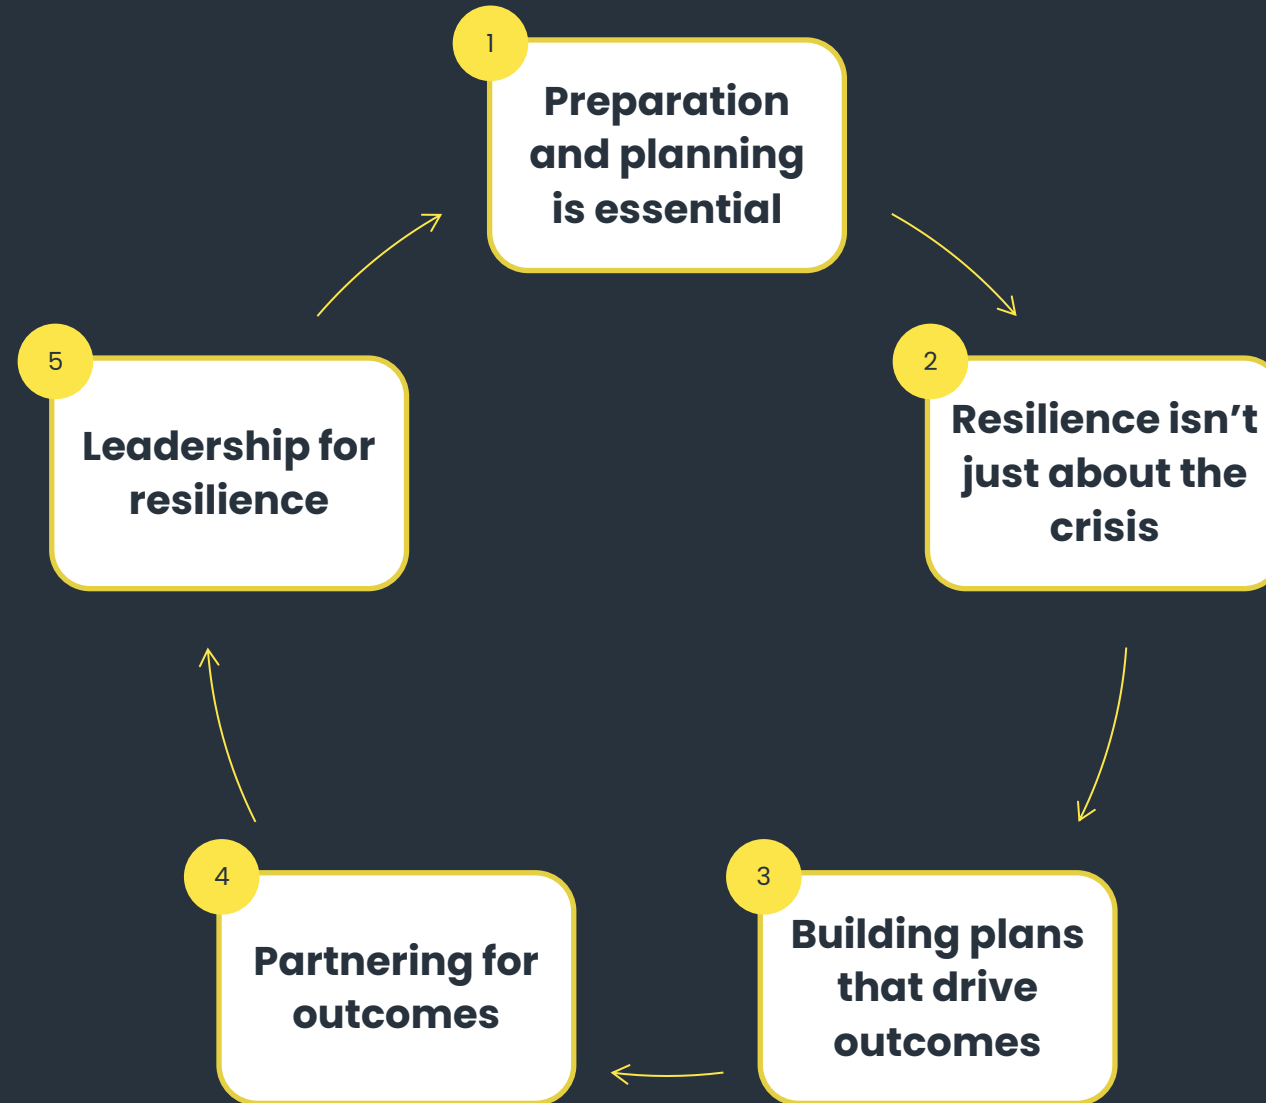 1
Preparation
and planning
is essential
2
Resilience isn’t
just about the
crisis
3
Building plans
that drive
outcomes
4
Partnering for
outcomes
5
Leadership for
resilience